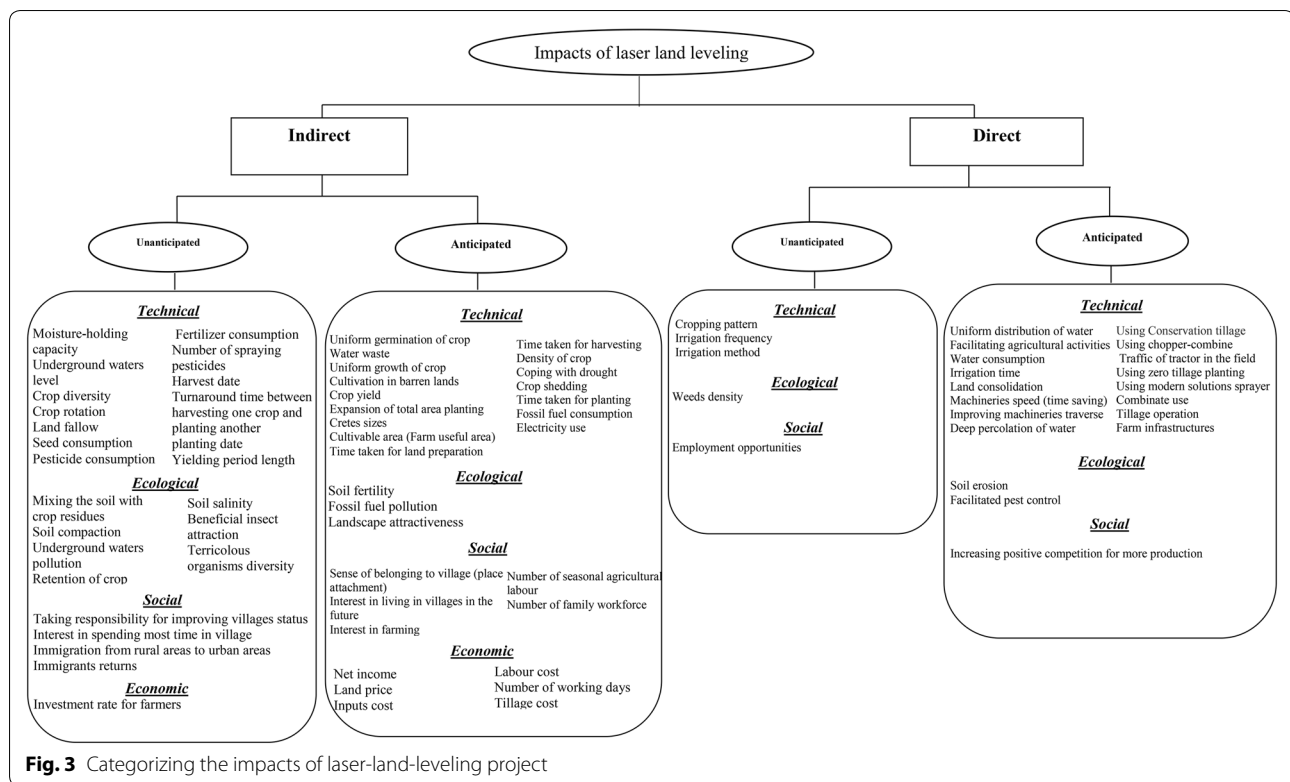 Impacts of laser land leveling
Indirect
Direct
Unanticipated
Anticipated
Unanticipated
Anticipated
Technical
Moisture-holding
capacity
Underground waters
level
Crop diversity
Crop rotation
Land fallow
Seed consumption
Pesticide consumption
Fertilizer consumption
Number of spraying
pesticides
Harvest date
Turnaround time between
harvesting one crop and
planting another
planting date
Yielding period length
Ecological
Mixing the soil with
crop residues
Soil compaction
Underground waters
pollution
Retention of crop
Soil salinity
Beneficial insect
attraction
Terricolous
organisms diversity
Social
Taking responsibility for improving villages status
Interest in spending most time in village
Immigration from rural areas to urban areas
Immigrants returns
Economic
Investment rate for farmers
Technical
Uniform germination of crop
Water waste
Uniform growth of crop
Cultivation in barren lands
Crop yield
Expansion of total area planting
Cretes sizes
Cultivable area (Farm useful area)
Time taken for land preparation
Time taken for harvesting
Density of crop
Coping with drought
Crop shedding
Time taken for planting
Fossil fuel consumption
Electricity use
Ecological
Soil fertility
Fossil fuel pollution
Landscape attractiveness
Social
Sense of belonging to village (place
attachment)
Interest in living in villages in the
future
Interest in farming
Number of seasonal agricultural
labour
Number of family workforce
Economic
Net income
Land price
Inputs cost
Labour cost
Number of working days
Tillage cost
Technical
Cropping pattern
Irrigation frequency
Irrigation method
Ecological
Weeds density
Social
Employment opportunities
Technical
Uniform distribution of water
Facilitating agricultural activities
Water consumption
Irrigation time
Land consolidation
Machineries speed (time saving)
Improving machineries traverse
Deep percolation of water
Using Conservation tillage
Using chopper-combine
Traffic of tractor in the field
Using zero tillage planting
Using modern solutions sprayer
Combinate use
Tillage operation
Farm infrastructures
Ecological
Soil erosion
Facilitated pest control
Social
Increasing positive competition for more production
Fig. 3 Categorizing the impacts of laser-land-leveling project